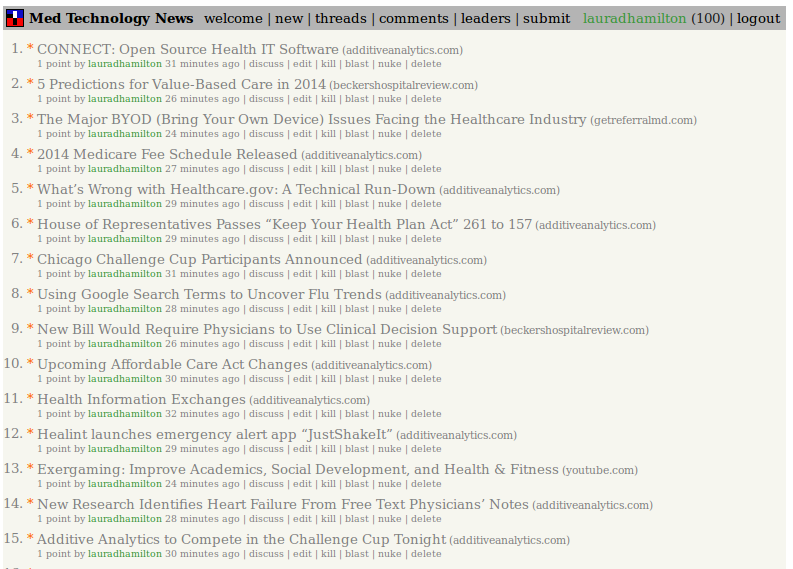 Med Technology News welcome | new | threads | comments | leaders | submit lauradhamilton (100) | logout
1. * CONNECT: Open Source Health IT Software (additiveanalytics.com)
1 point by lauradhamilton 31 minutes ago | discuss | edit | kill | blast | nuke | delete
2. * 5 Predictions for Value-Based Care in 2014 (beckershospitalreview.com)
1 point by lauradhamilton 26 minutes ago | discuss | edit | kill | blast | nuke | delete
3. * The Major BYOD (Bring Your Own Device) Issues Facing the Healthcare Industry (getreferralmd.com)
1 point by lauradhamilton 24 minutes ago | discuss | edit | kill | blast | nuke | delete
4. * 2014 Medicare Fee Schedule Released (additiveanalytics.com)
1 point by lauradhamilton 27 minutes ago | discuss | edit | kill | blast | nuke | delete
5. * What’s Wrong with Healthcare.gov: A Technical Run-Down (additiveanalytics.com)
1 point by lauradhamilton 29 minutes ago | discuss | edit | kill | blast | nuke | delete
6. * House of Representatives Passes “Keep Your Health Plan Act” 261 to 157 (additiveanalytics.com)
1 point by lauradhamilton 29 minutes ago | discuss | edit | kill | blast | nuke | delete
7. * Chicago Challenge Cup Participants Announced (additiveanalytics.com)
1 point by lauradhamilton 31 minutes ago | discuss | edit | kill | blast | nuke | delete
8. * Using Google Search Terms to Uncover Flu Trends (additiveanalytics.com)
1 point by lauradhamilton 28 minutes ago | discuss | edit | kill | blast | nuke | delete
9. * New Bill Would Require Physicians to Use Clinical Decision Support (beckershospitalreview.com)
1 point by lauradhamilton 26 minutes ago | discuss | edit | kill | blast | nuke | delete
10. * Upcoming Affordable Care Act Changes (additiveanalytics.com)
1 point by lauradhamilton 30 minutes ago | discuss | edit | kill | blast | nuke | delete
11. * Health Information Exchanges (additiveanalytics.com)
1 point by lauradhamilton 32 minutes ago | discuss | edit | kill | blast | nuke | delete
12. * Healint launches emergency alert app “JustShakeIt” (additiveanalytics.com)
1 point by lauradhamilton 29 minutes ago | discuss | edit | kill | blast | nuke | delete
13. * Exergaming: Improve Academics, Social Development, and Health & Fitness (youtube.com)
1 point by lauradhamilton 24 minutes ago | discuss | edit | kill | blast | nuke | delete
14. * New Research Identifies Heart Failure From Free Text Physicians’ Notes (additiveanalytics.com)
1 point by lauradhamilton 28 minutes ago | discuss | edit | kill | blast | nuke | delete
15. * Additive Analytics to Compete in the Challenge Cup Tonight (additiveanalytics.com)
1 point by lauradhamilton 30 minutes ago | discuss | edit | kill | blast | nuke | delete